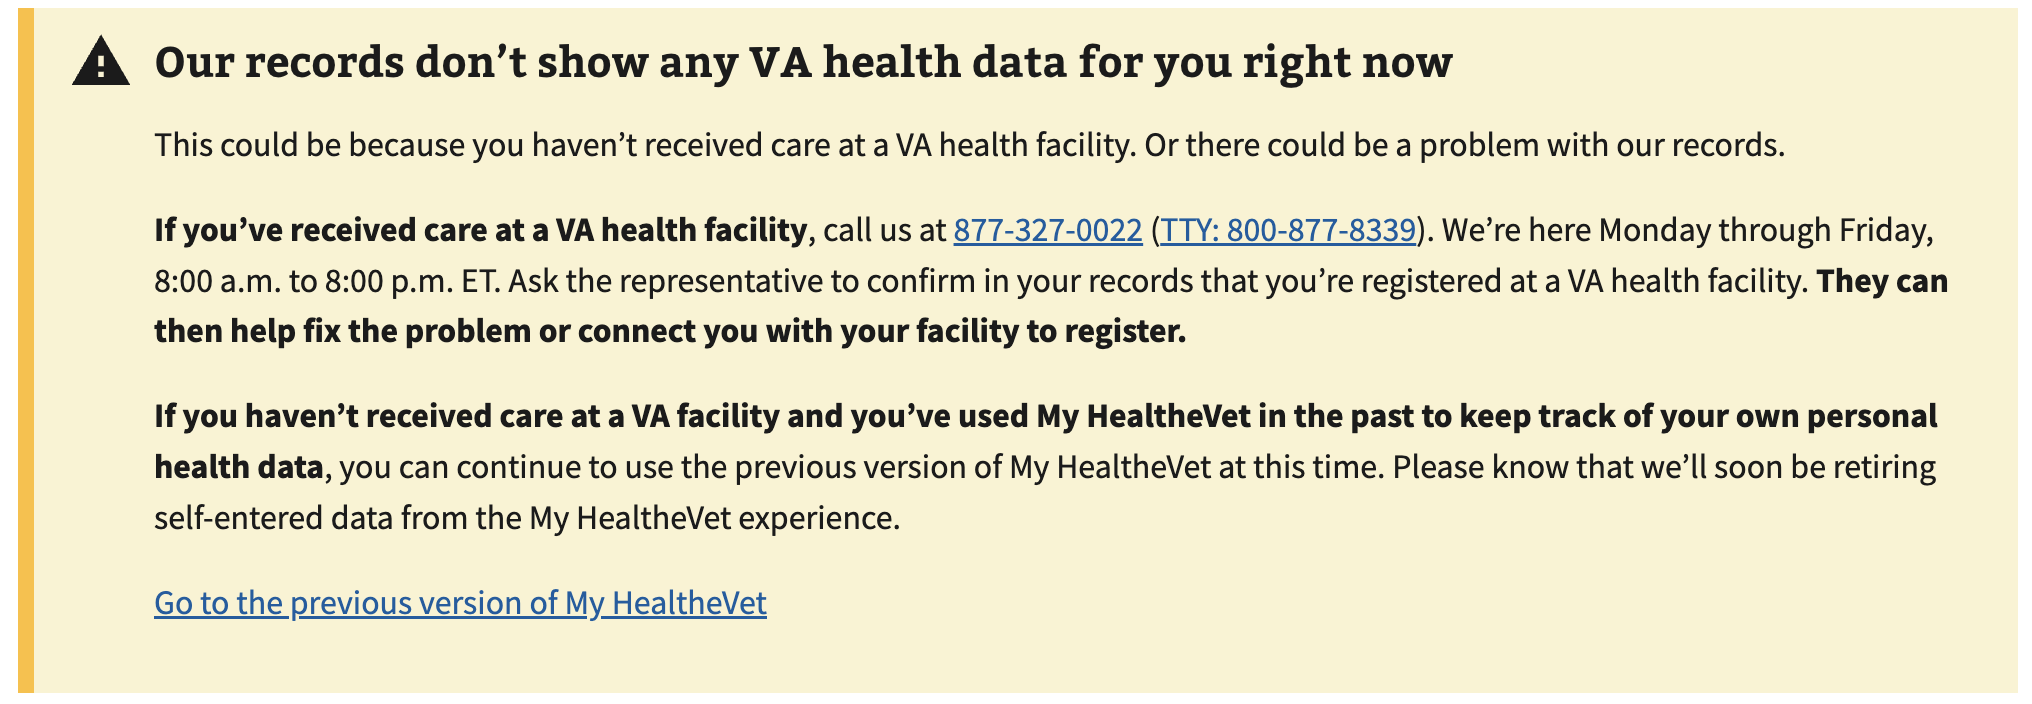 Our records don’t show any VA health data for you right now
This could be because you haven’t received care at a VA health facility. Or there could be a problem with our records.
If you’ve received care at a VA health facility, call us at 877-327-0022 (TTY: 800-877-8339). We’re here Monday through Friday,
8:00 a.m. to 8:00 p.m. ET. Ask the representative to confirm in your records that you’re registered at a VA health facility. They can
then help fix the problem or connect you with your facility to register.
If you haven’t received care at a VA facility and you’ve used My HealtheVet in the past to keep track of your own personal
health data, you can continue to use the previous version of My HealtheVet at this time. Please know that we’ll soon be retiring
self-entered data from the My HealtheVet experience.
Go to the previous version of My HealtheVet